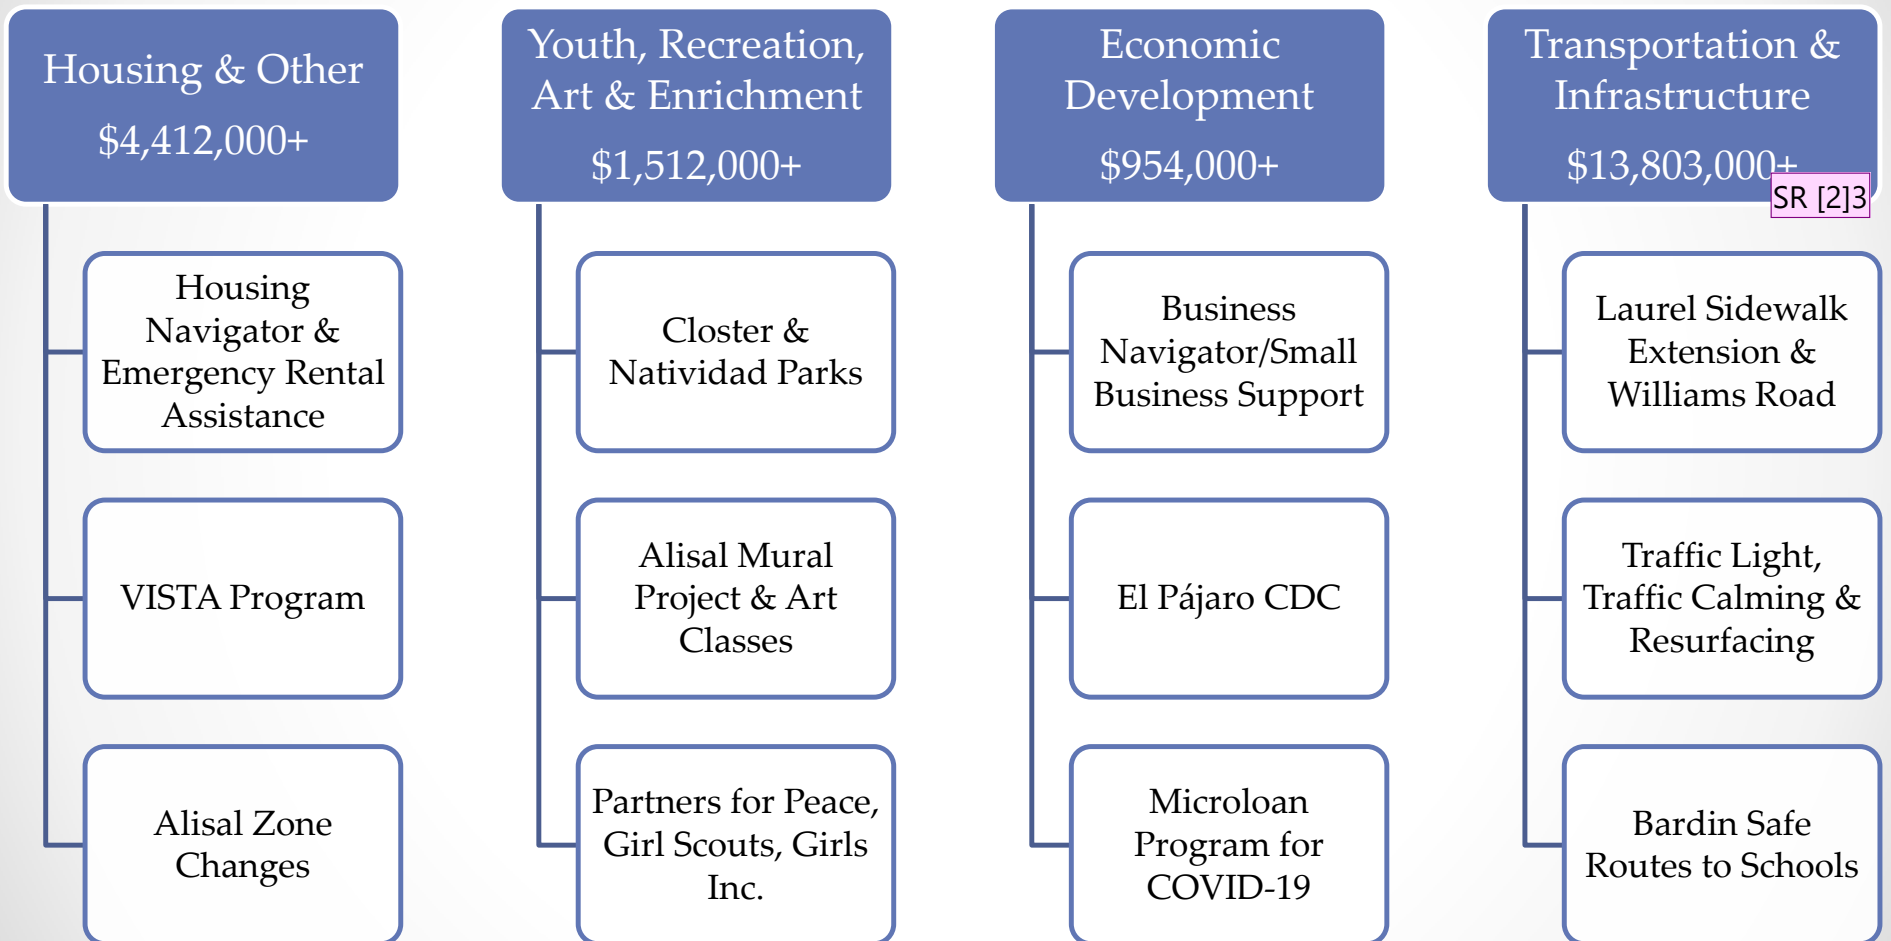 Housing & Other
$4,412,000+
Housing
Navigator &
Emergency Rental
Assistance
VISTA Program
Alisal Zone
Changes
Youth, Recreation,
Art & Enrichment
$1,512,000+
Closter &
Natividad Parks
Alisal Mural
Project & Art
Classes
Partners for Peace,
Girl Scouts, Girls
Inc.
Economic
Development
$954,000+
Business
Navigator/Small
Business Support
El Pájaro CDC
Microloan
Program for
COVID-19
Transportation &
Infrastructure
$13,803,000+
SR [2]3
Laurel Sidewalk
Extension &
Williams Road
Traffic Light,
Traffic Calming &
Resurfacing
Bardin Safe
Routes to Schools